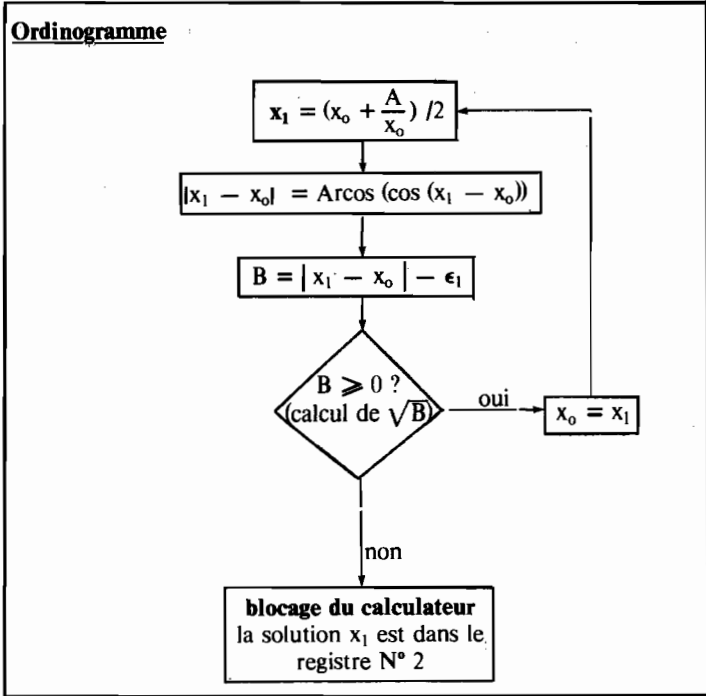 Ordinogramme
x₁ = (x₀ + A/x₀) /2
|x₁ − x₀| = Arcos (cos (x₁ − x₀))
B = | x₁ − x₀ | − ϵ₁
B ⩾ 0 ?
(calcul de √B)
oui
x₀ = x₁
non
blocage du calculateur
la solution x₁ est dans le
registre N° 2